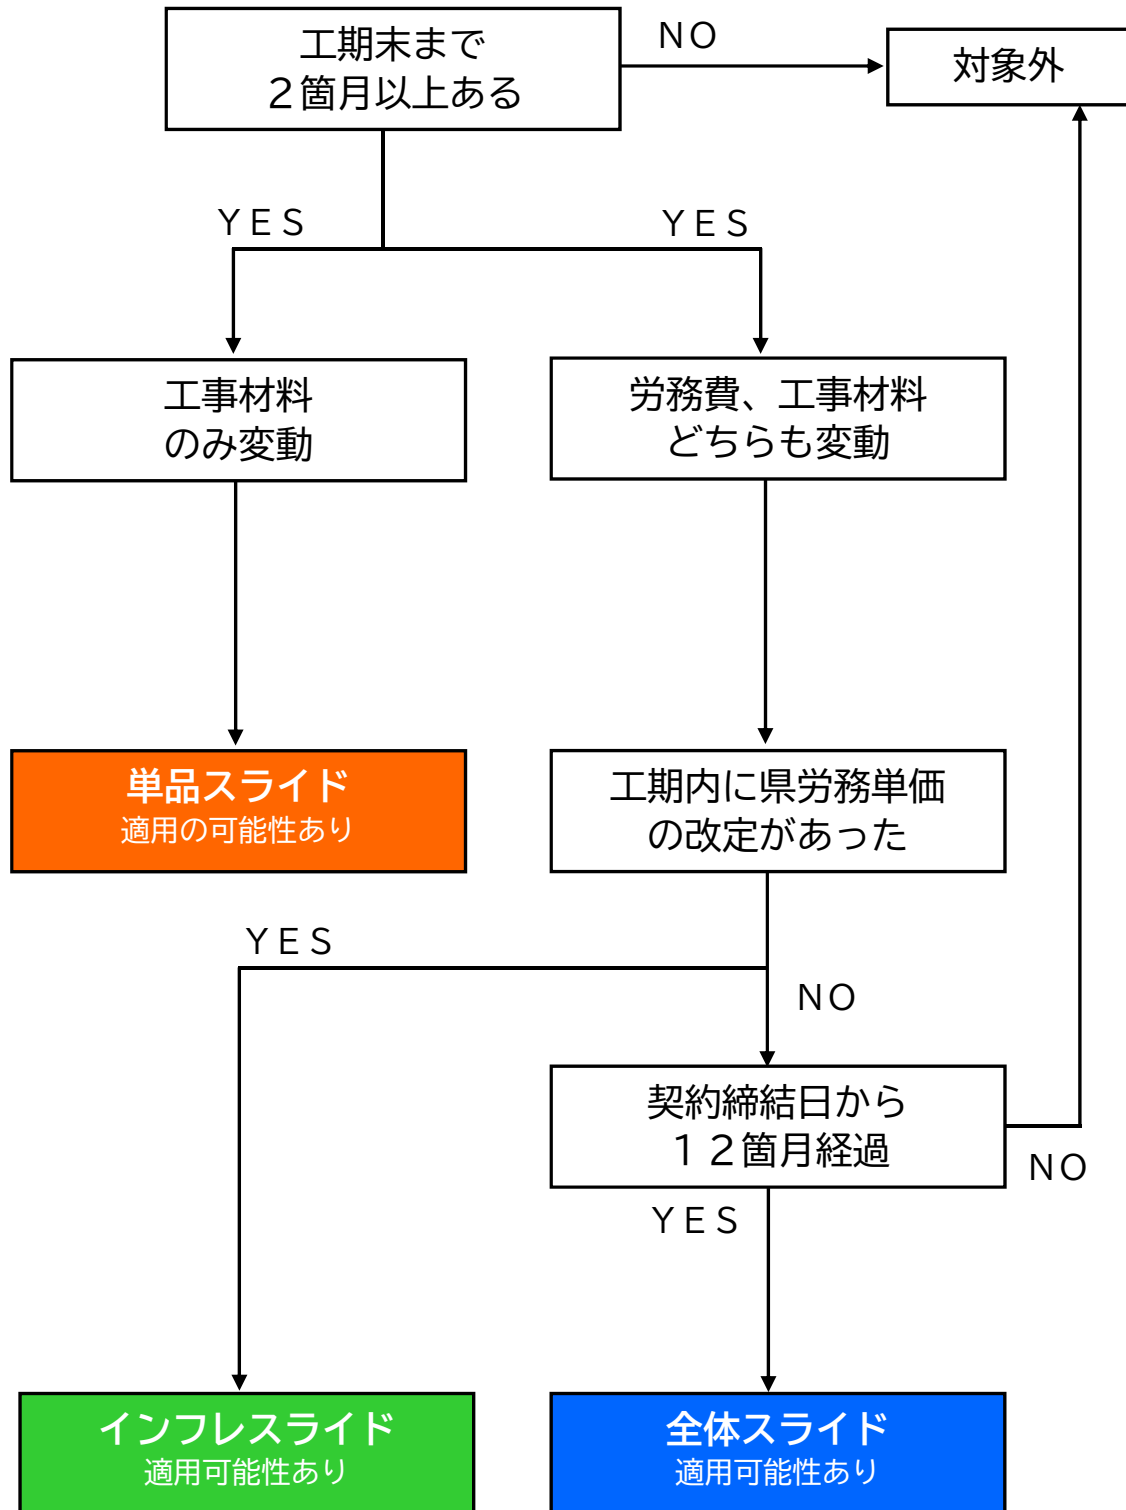 工期末まで
２箇月以上ある
ＮＯ
対象外
ＹＥＳ
ＹＥＳ
工事材料
のみ変動
労務費、工事材料
どちらも変動
単品スライド
適用の可能性あり
工期内に県労務単価
の改定があった
ＹＥＳ
ＮＯ
契約締結日から
１２箇月経過
ＮＯ
ＹＥＳ
インフレスライド
適用可能性あり
全体スライド
適用可能性あり